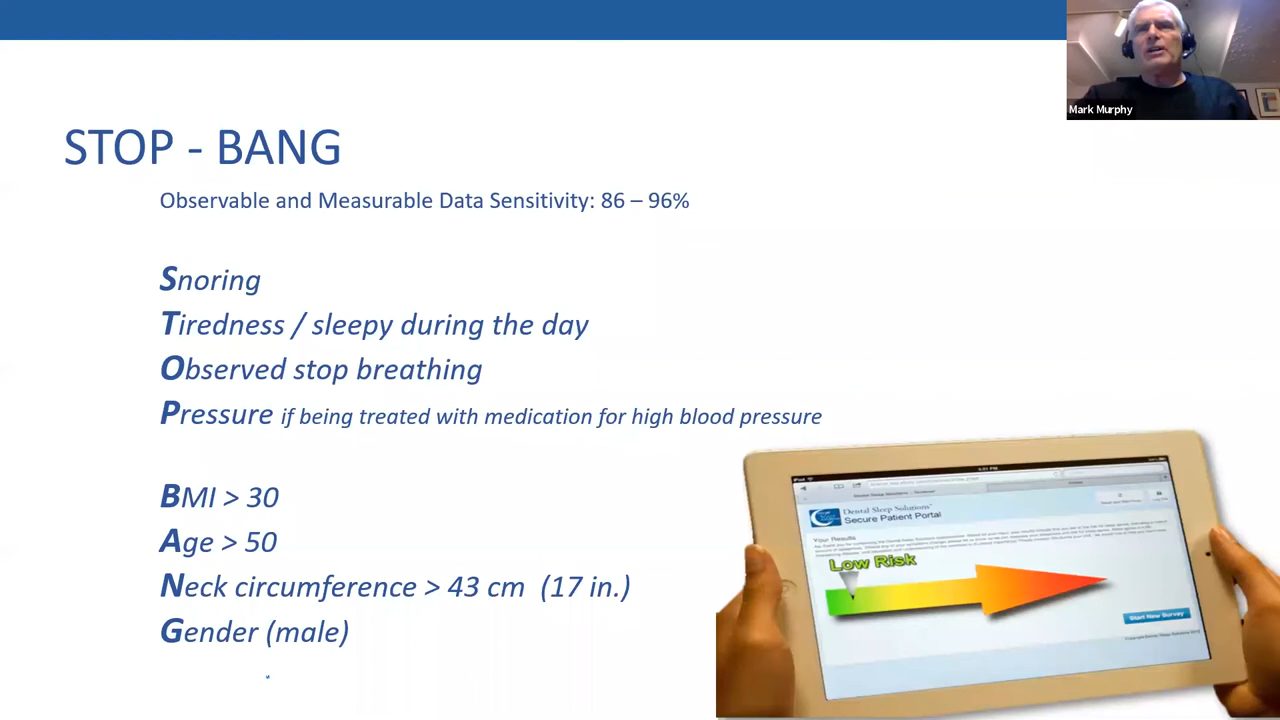 Mark Murphy
STOP - BANG
Observable and Measurable Data Sensitivity: 86 – 96%
Snoring
Tiredness / sleepy during the day
Observed stop breathing
Pressure if being treated with medication for high blood pressure
BMI > 30
Age > 50
Neck circumference > 43 cm (17 in.)
Gender (male)
Dental Sleep Solutions
Secure Patient Portal
Your Results
Low Risk
Start New Survey